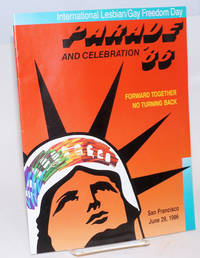 International Lesbian/Gay Freedom Day
PARADE
AND CELEBRATION '86
FORWARD TOGETHER
NO TURNING BACK
San Francisco
June 29, 1986